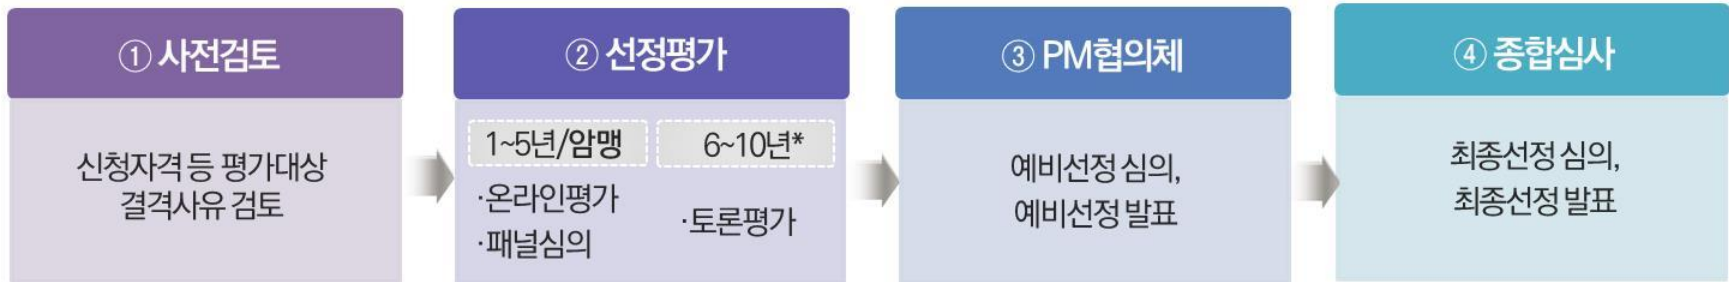 ① 사전검토
신청자격 등 평가대상
결격사유 검토
② 선정평가
1~5년/암맹
·온라인평가
·패널심의
6~10년*
·토론평가
③ PM협의체
예비선정 심의,
예비선정 발표
④ 종합심사
최종선정 심의,
최종선정 발표